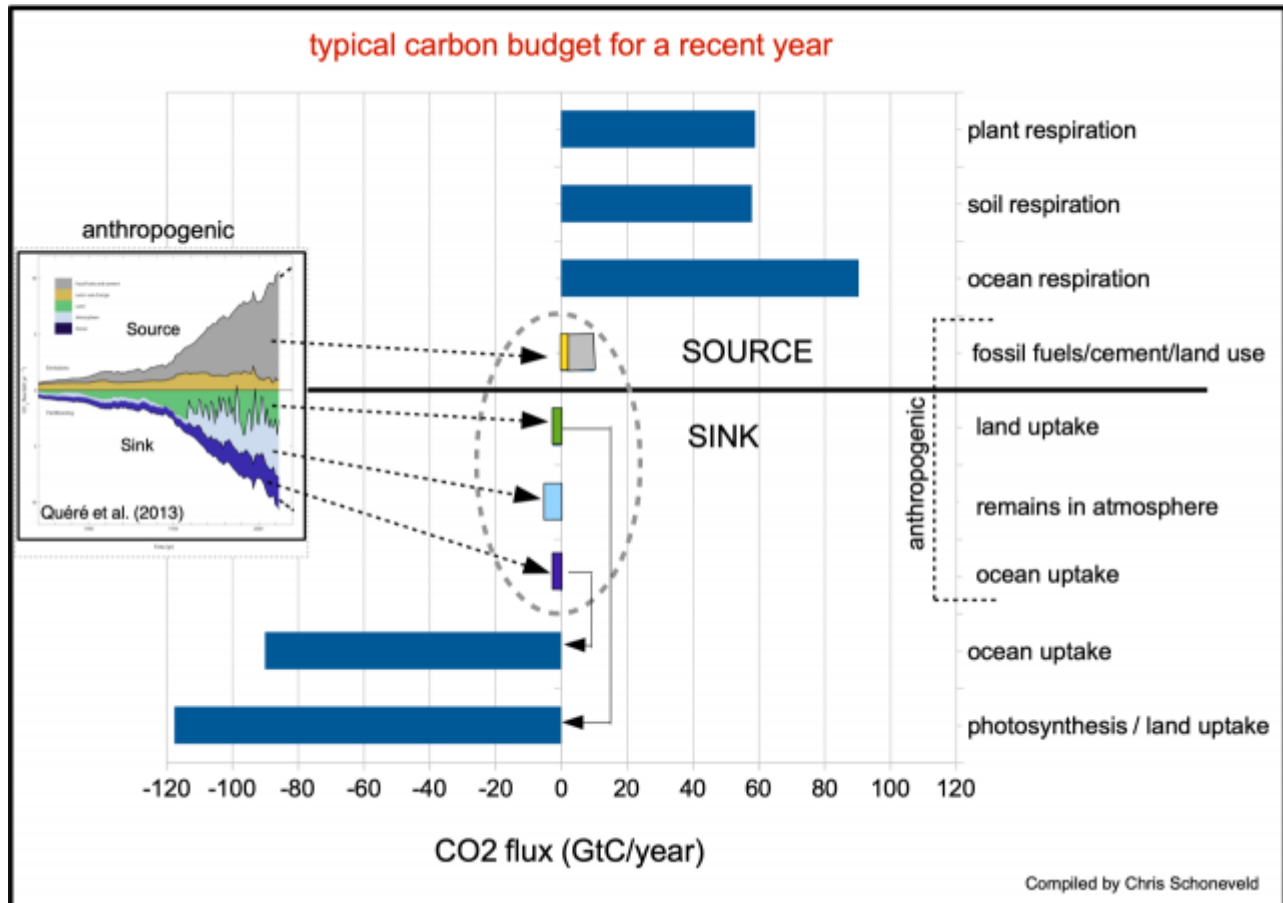 typical carbon budget for a recent year
plant respiration
soil respiration
anthropogenic
ocean respiration
Source
SOURCE
fossil fuels/cement/land use
SINK
land uptake
Sink
anthropogenic
remains in atmosphere
Quéré et al. (2013)
ocean uptake
ocean uptake
photosynthesis / land uptake
-120 -100 -80 -60 -40 -20 0 20 40 60 80 100 120
CO2 flux (GtC/year)
Compiled by Chris Schoneveld